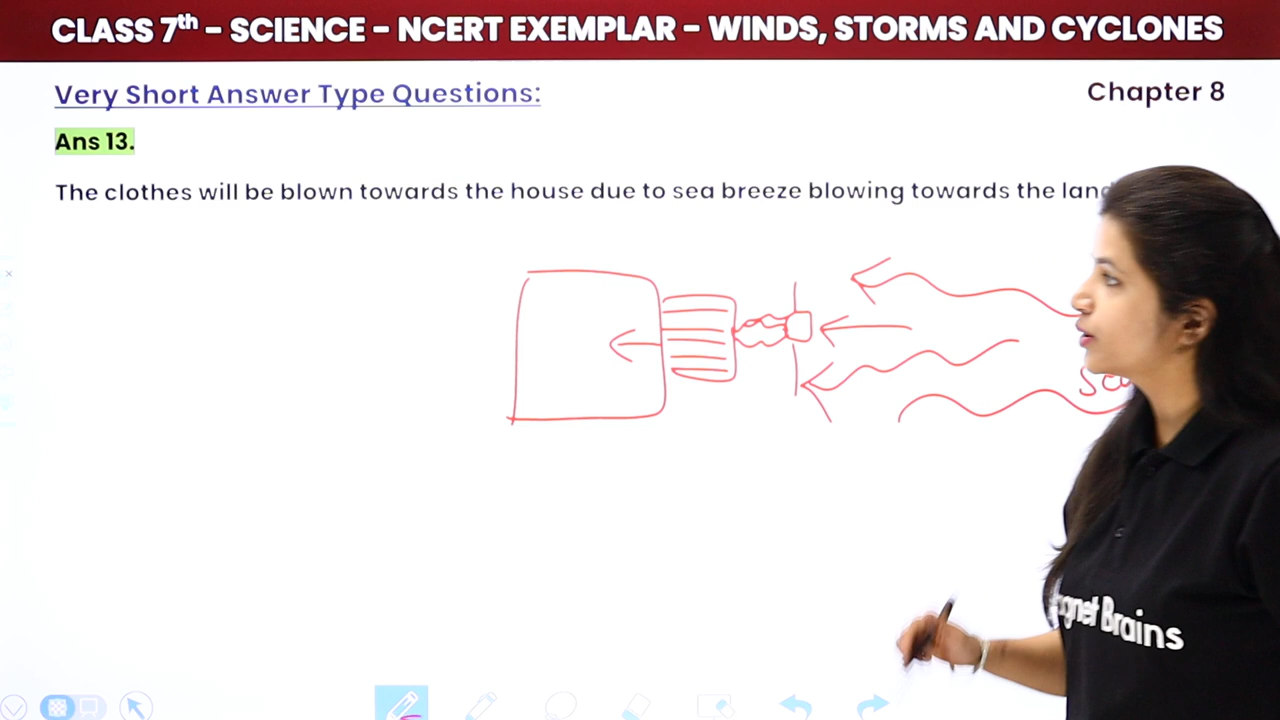 CLASS 7th – SCIENCE – NCERT EXEMPLAR – WINDS, STORMS AND CYCLONES
Very Short Answer Type Questions:
Chapter 8
Ans 13.
The clothes will be blown towards the house due to sea breeze blowing towards the
Brains